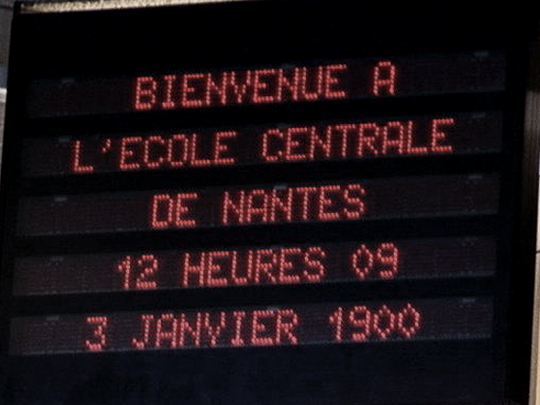 BIENVENUE A
L'ECOLE CENTRALE
DE NANTES
12 HEURES 09
3 JANVIER 1900